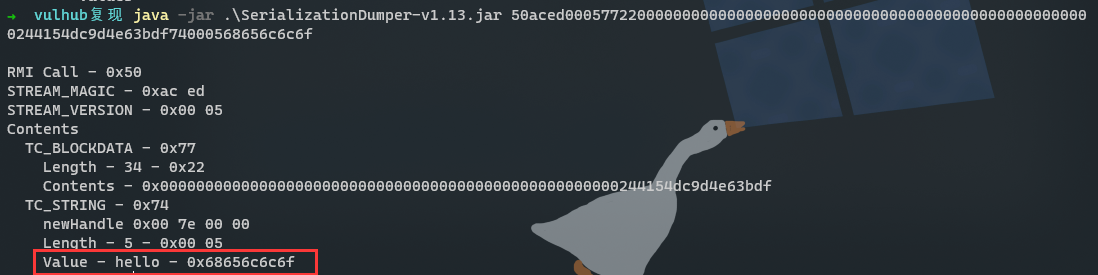 ➜ vulhub复现 java -jar .\SerializationDumper-v1.13.jar 50aced0005772200000000000000000000000000000000000000000000000000
0244154dc9d4e63bdf74000568656c6c6f
RMI Call - 0x50
STREAM_MAGIC - 0xac ed
STREAM_VERSION - 0x00 05
Contents
TC_BLOCKDATA - 0x77
Length - 34 - 0x22
Contents - 0x000000000000000000000000000000000000000000000000000244154dc9d4e63bdf
TC_STRING - 0x74
newHandle 0x00 7e 00 00
Length - 5 - 0x00 05
Value - hello - 0x68656c6c6f